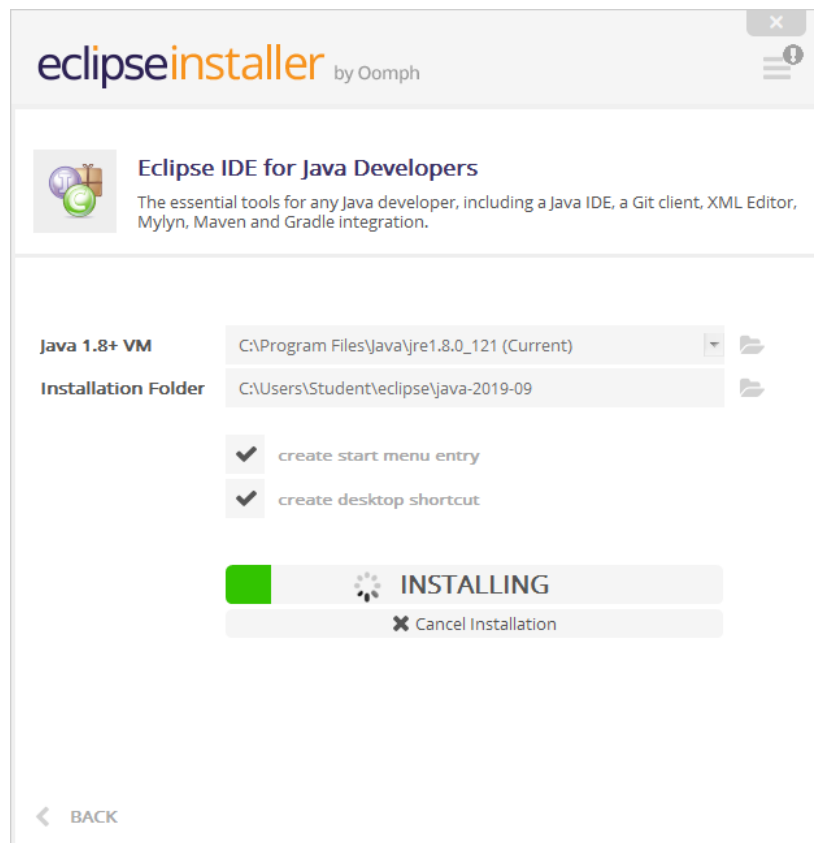 eclipseinstaller by Oomph
Eclipse IDE for Java Developers
The essential tools for any Java developer, including a Java IDE, a Git client, XML Editor,
Mylyn, Maven and Gradle integration.
Java 1.8+ VM C:\Program Files\Java\jre1.8.0_121 (Current)
Installation Folder C:\Users\Student\eclipse\java-2019-09
create start menu entry
create desktop shortcut
INSTALLING
Cancel Installation
BACK